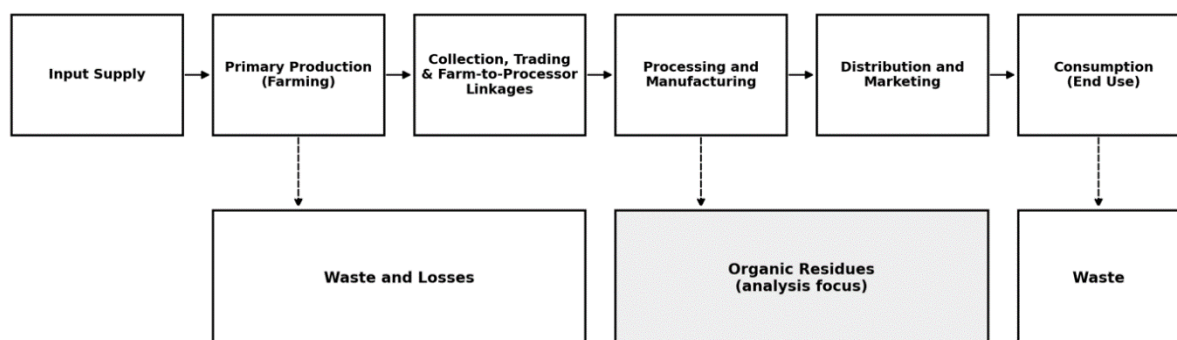 Input Supply
Primary Production
(Farming)
Collection, Trading
& Farm-to-Processor
Linkages
Processing and
Manufacturing
Distribution and
Marketing
Consumption
(End Use)
Waste and Losses
Organic Residues
(analysis focus)
Waste